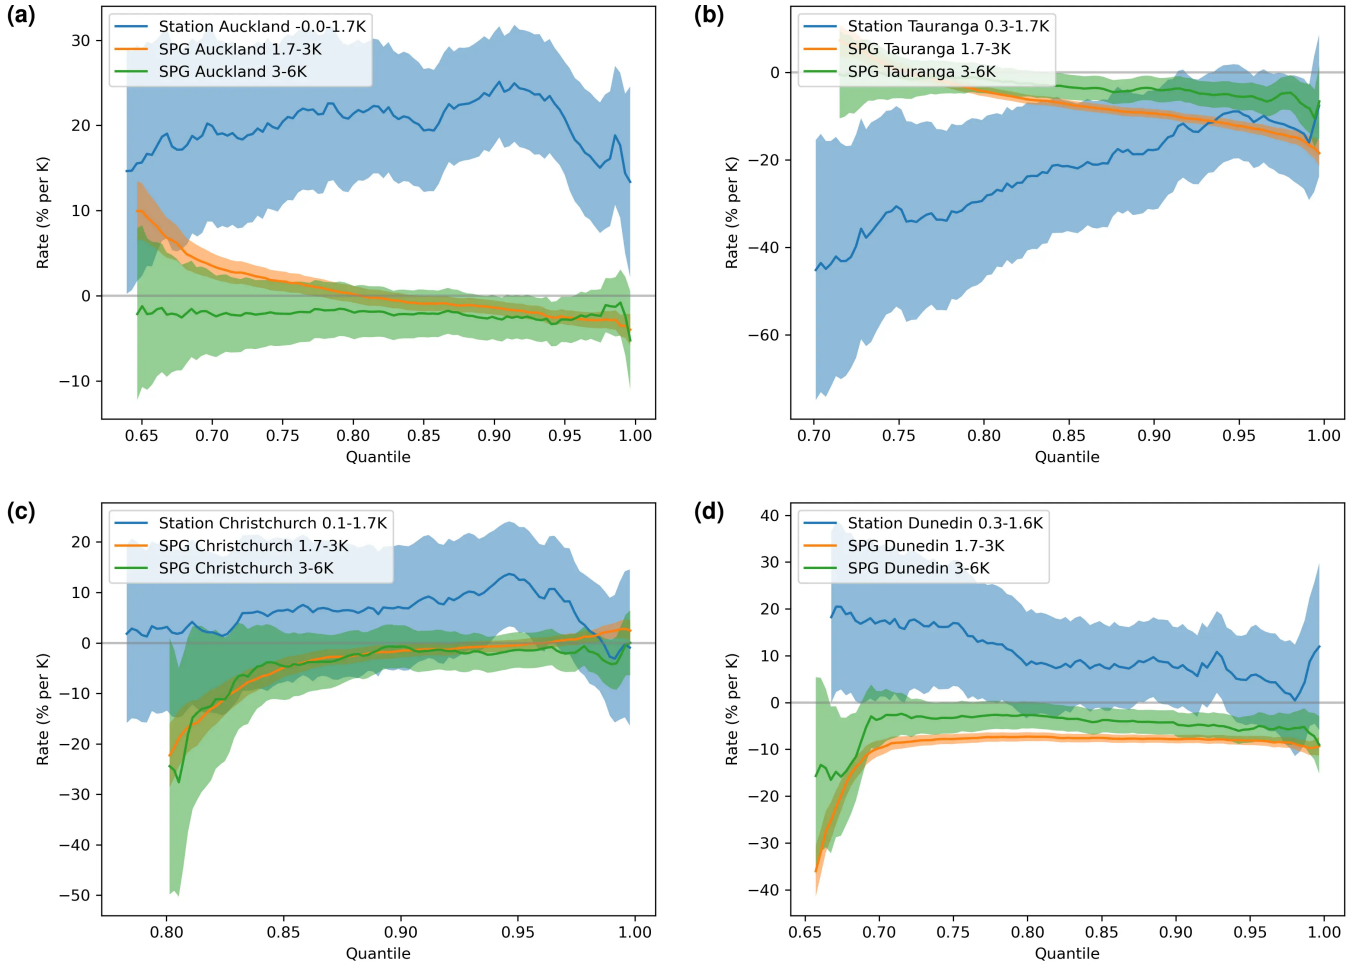 (a)
Station Auckland -0.0-1.7K
SPG Auckland 1.7-3K
SPG Auckland 3-6K
30
20
10
0
−10
Rate (% per K)
0.65 0.70 0.75 0.80 0.85 0.90 0.95 1.00
Quantile
(b)
Station Tauranga 0.3-1.7K
SPG Tauranga 1.7-3K
SPG Tauranga 3-6K
0
−20
−40
−60
Rate (% per K)
0.70 0.75 0.80 0.85 0.90 0.95 1.00
Quantile
(c)
Station Christchurch 0.1-1.7K
SPG Christchurch 1.7-3K
SPG Christchurch 3-6K
20
10
0
−10
−20
−30
−40
−50
Rate (% per K)
0.80 0.85 0.90 0.95 1.00
Quantile
(d)
Station Dunedin 0.3-1.6K
SPG Dunedin 1.7-3K
SPG Dunedin 3-6K
40
30
20
10
0
−10
−20
−30
−40
Rate (% per K)
0.65 0.70 0.75 0.80 0.85 0.90 0.95 1.00
Quantile